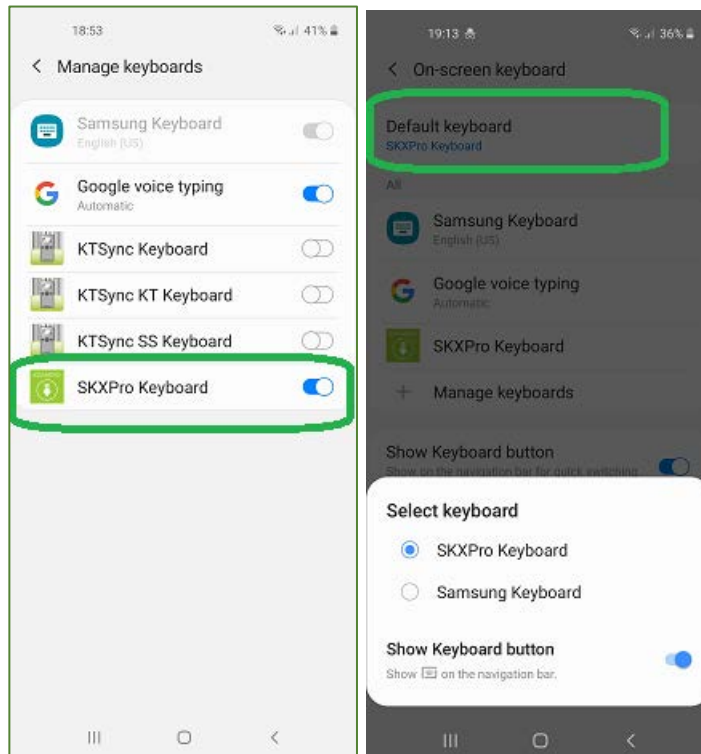 18:53
41%
Manage keyboards
Samsung Keyboard
English (US)
Google voice typing
Automatic
KTSync Keyboard
KTSync KT Keyboard
KTSync SS Keyboard
SKXPro Keyboard
19:13
36%
On-screen keyboard
Default keyboard
SKXPro Keyboard
All
Samsung Keyboard
English (US)
Google voice typing
Automatic
SKXPro Keyboard
Manage keyboards
Show Keyboard button
Show on the navigation bar for quick switching
Select keyboard
SKXPro Keyboard
Samsung Keyboard
Show Keyboard button
Show on the navigation bar.